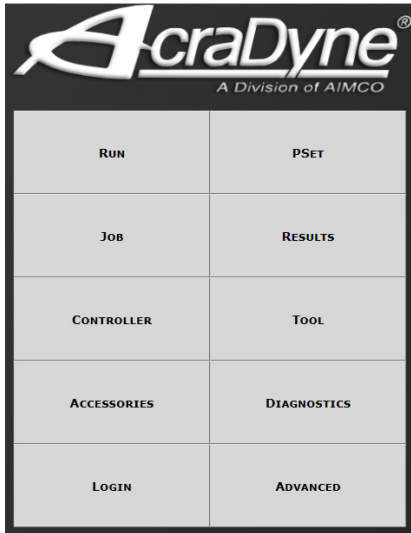 AcraDyne®
A Division of AIMCO
RUN PSET
JOB RESULTS
CONTROLLER TOOL
ACCESSORIES DIAGNOSTICS
LOGIN ADVANCED